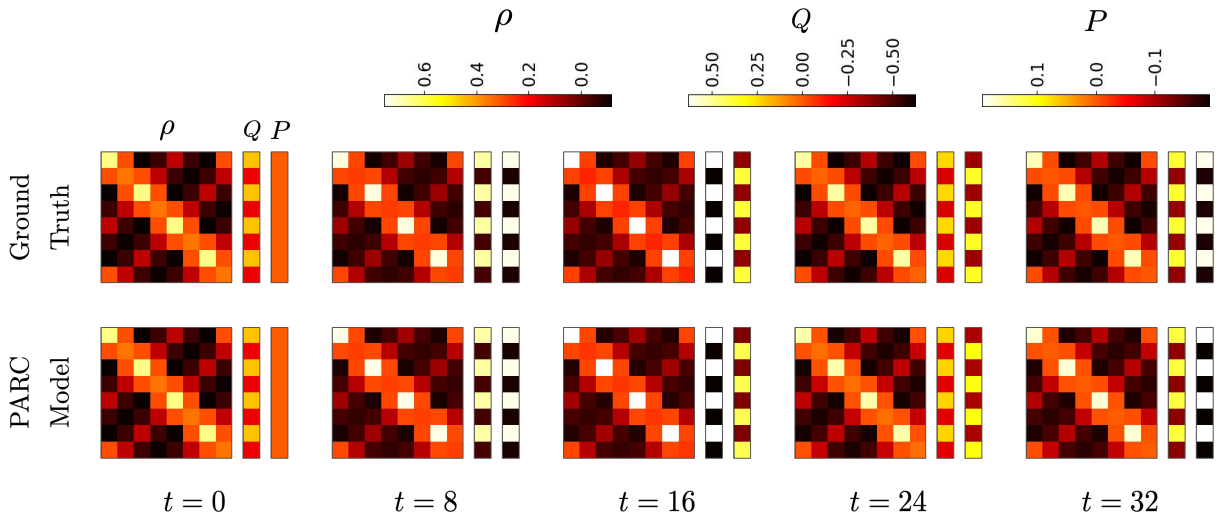 ρ Q P
0.6 0.4 0.2 0.0
0.50 0.25 0.00 −0.25 −0.50
0.1 0.0 −0.1
ρ Q P
Ground
Truth
PARC
Model
t = 0 t = 8 t = 16 t = 24 t = 32